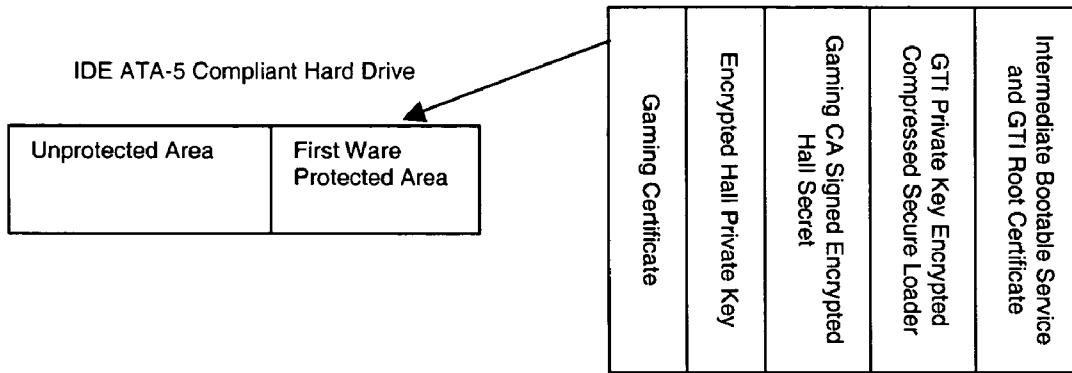 IDE ATA-5 Compliant Hard Drive
Unprotected Area
First Ware
Protected Area
Gaming Certificate
Encrypted Hall Private Key
Gaming CA Signed Encrypted
Hall Secret
GTI Private Key Encrypted
Compressed Secure Loader
Intermediate Bootable Service
and GTI Root Certificate